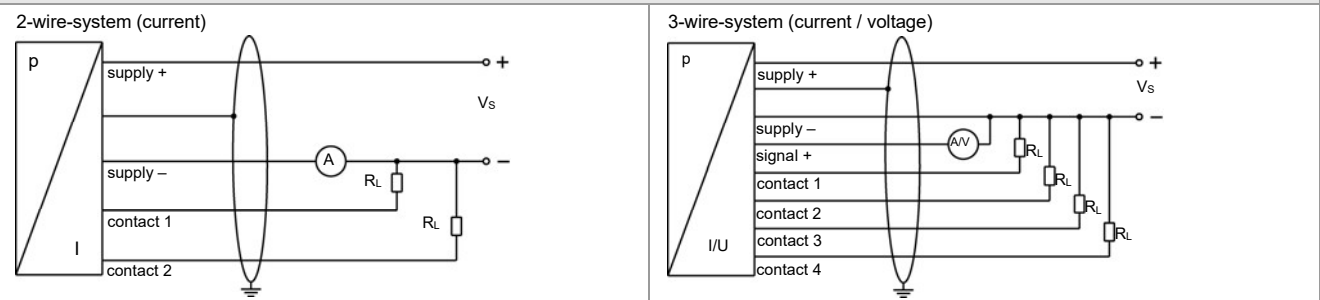 2-wire-system (current)
p
supply +
+
VS
A
–
supply –
RL
contact 1
RL
I
contact 2
3-wire-system (current / voltage)
p
supply +
+
VS
–
supply –
A/V
signal +
RL
contact 1
RL
contact 2
RL
contact 3
RL
I/U
contact 4